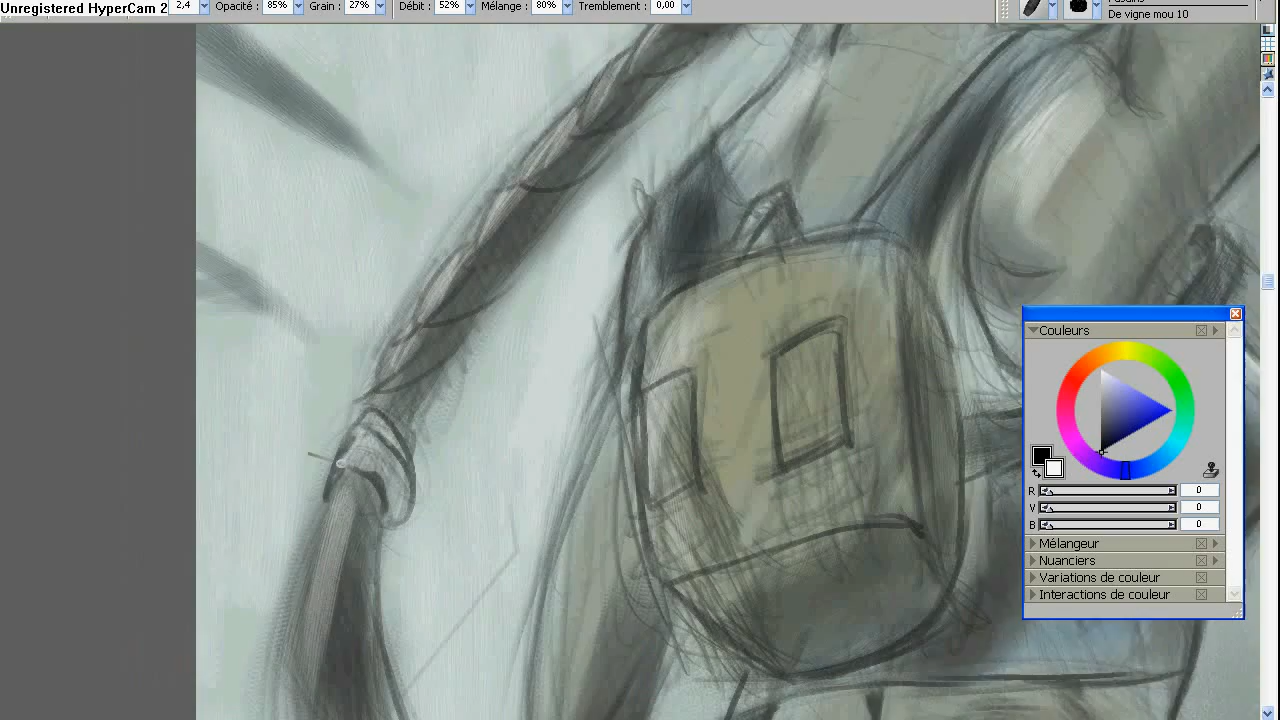 Unregistered HyperCam 2
2,4 Opacité : 85% Grain : 27% Débit : 52% Mélange : 80% Tremblement : 0,00
De vigne mou 10
Couleurs
R 0
V 0
B 0
Mélangeur
Nuanciers
Variations de couleur
Interactions de couleur